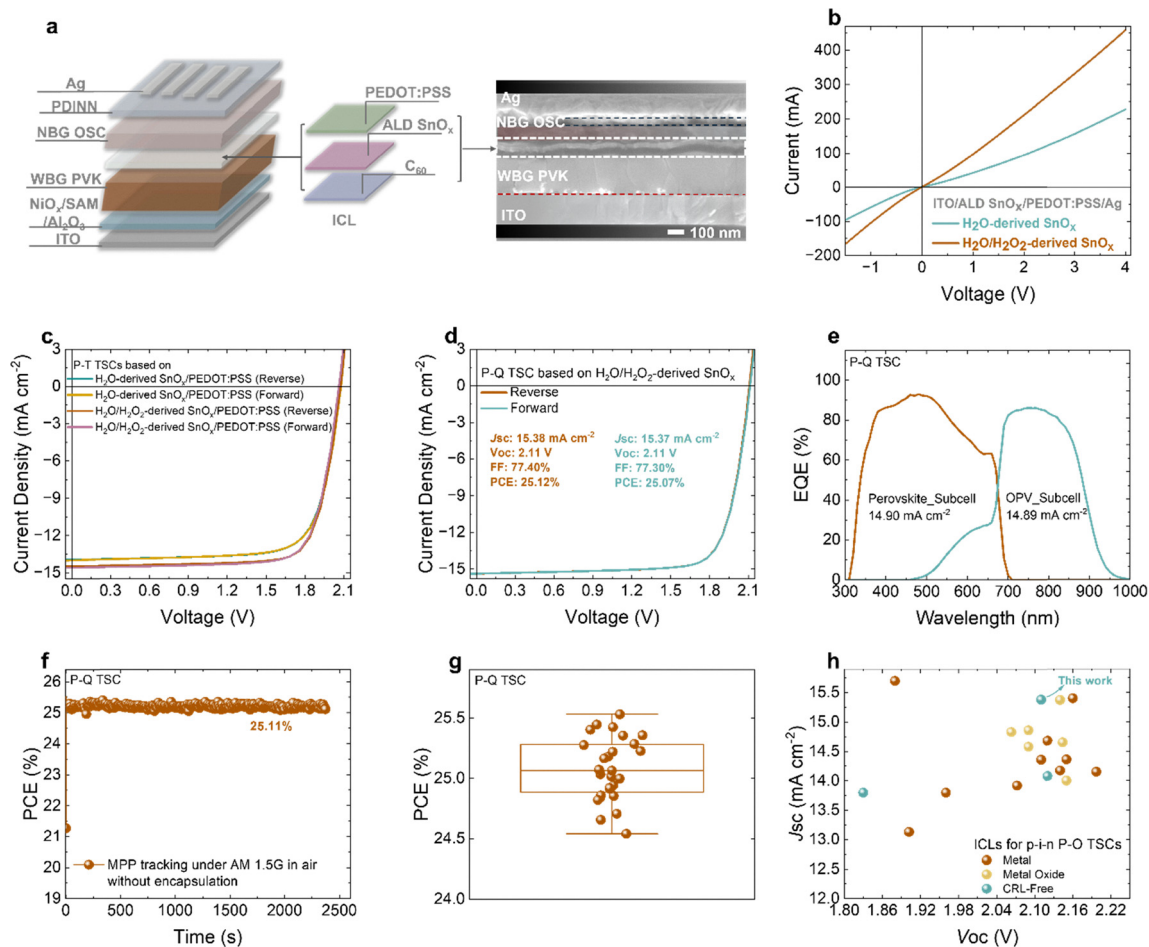 a
Ag
PDINN
NBG OSC
WBG PVK
NiOₓ/SAM
/Al₂O₃
ITO
PEDOT:PSS
ALD SnOₓ
C₆₀
ICL
Ag
NBG OSC
WBG PVK
ITO
100 nm
b
Current (mA)
400
300
200
100
0
−100
200
ITO/ALD SnOₓ/PEDOT:PSS/Ag
H₂O-derived SnOₓ
H₂O/H₂O₂-derived SnOₓ
−1 0 1 2 3 4
Voltage (V)
c
Current Density (mA cm⁻²)
3
0
−3
−6
−9
−12
−15
P-T TSCs based on
H₂O-derived SnOₓ/PEDOT:PSS (Reverse)
H₂O-derived SnOₓ/PEDOT:PSS (Forward)
H₂O/H₂O₂-derived SnOₓ/PEDOT:PSS (Reverse)
H₂O/H₂O₂-derived SnOₓ/PEDOT:PSS (Forward)
0.0 0.3 0.6 0.9 1.2 1.5 1.8 2.1
Voltage (V)
d
Current Density (mA cm⁻²)
3
0
−3
−6
−9
−12
−15
P-Q TSC based on H₂O/H₂O₂-derived SnOₓ
Reverse
Forward
Jsc: 15.38 mA cm⁻² Jsc: 15.37 mA cm⁻²
Voc: 2.11 V Voc: 2.11 V
FF: 77.40% FF: 77.30%
PCE: 25.12% PCE: 25.07%
0.0 0.3 0.6 0.9 1.2 1.5 1.8 2.1
Voltage (V)
e
P-Q TSC
EQE (%)
80
60
40
20
0
Perovskite_Subcell OPV_Subcell
14.90 mA cm⁻² 14.89 mA cm⁻²
300 400 500 600 700 800 900 1000
Wavelength (nm)
f
P-Q TSC
PCE (%)
26
25
24
23
22
21
20
19
25.11%
MPP tracking under AM 1.5G in air
without encapsulation
0 500 1000 1500 2000 2500
Time (s)
g
P-Q TSC
PCE (%)
26.0
25.5
25.0
24.5
24.0
h
Jsc (mA cm⁻²)
15.5
15.0
14.5
14.0
13.5
13.0
12.5
12.0
This work
ICLs for p-i-n P-O TSCs
Metal
Metal Oxide
CRL-Free
1.80 1.86 1.92 1.98 2.04 2.10 2.16 2.22
Voc (V)